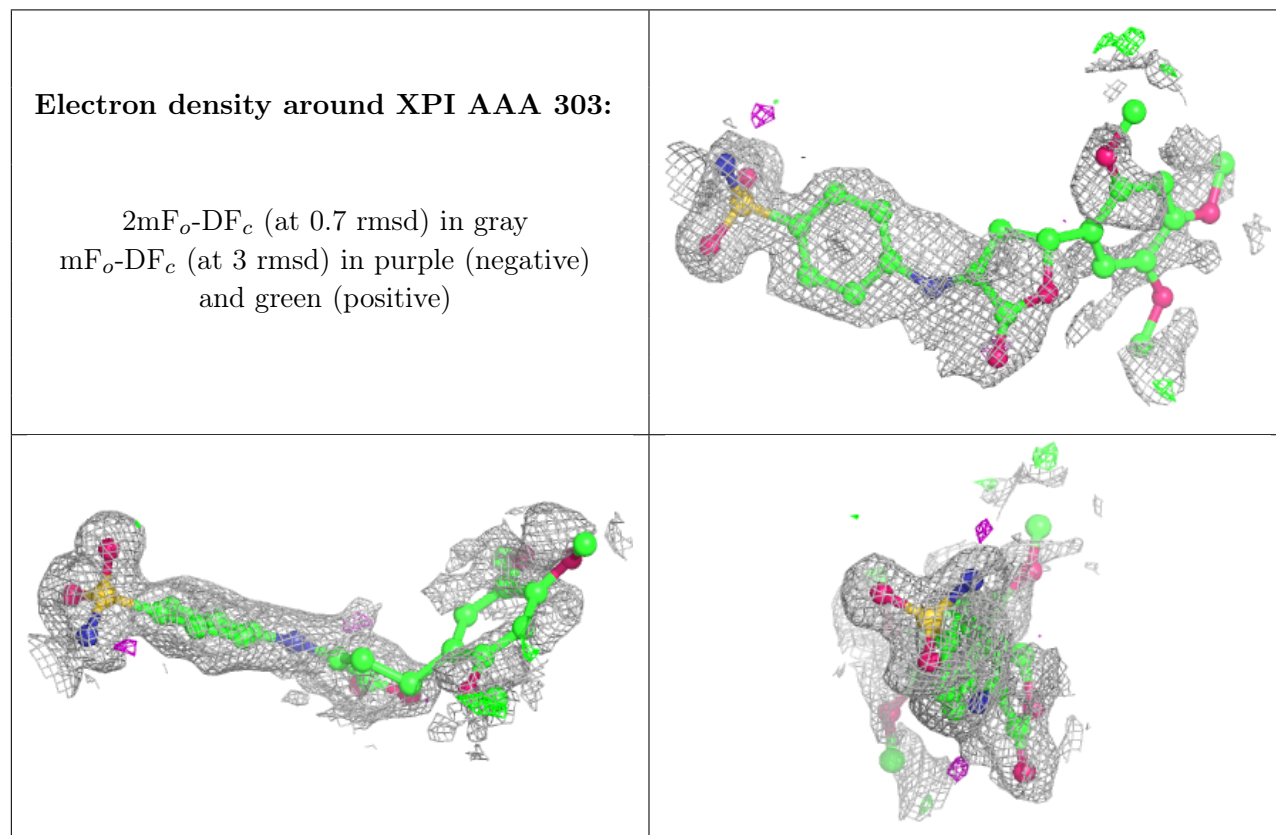 Electron density around XPI AAA 303:
2mFo-DFc (at 0.7 rmsd) in gray
mFo-DFc (at 3 rmsd) in purple (negative)
and green (positive)